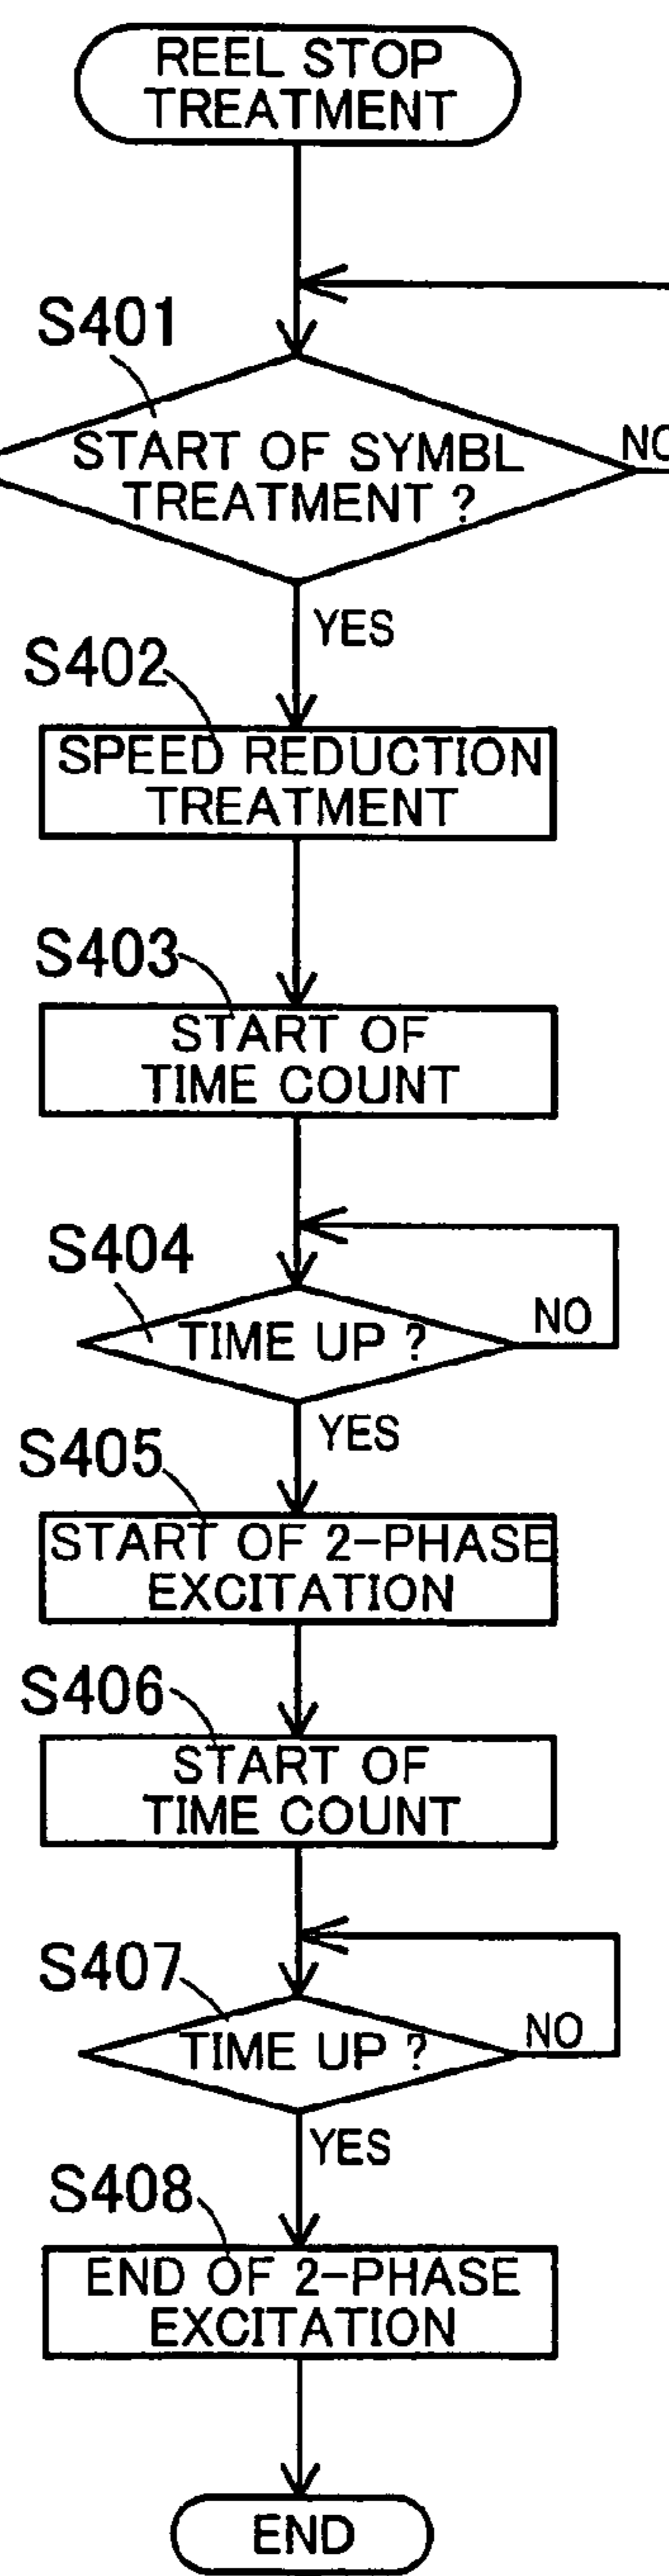 REEL STOP
TREATMENT
S401
START OF SYMBL
TREATMENT ?
NO
YES
S402
SPEED REDUCTION
TREATMENT
S403
START OF
TIME COUNT
S404
TIME UP ?
NO
YES
S405
START OF 2-PHASE
EXCITATION
S406
START OF
TIME COUNT
S407
TIME UP ?
NO
YES
S408
END OF 2-PHASE
EXCITATION
END